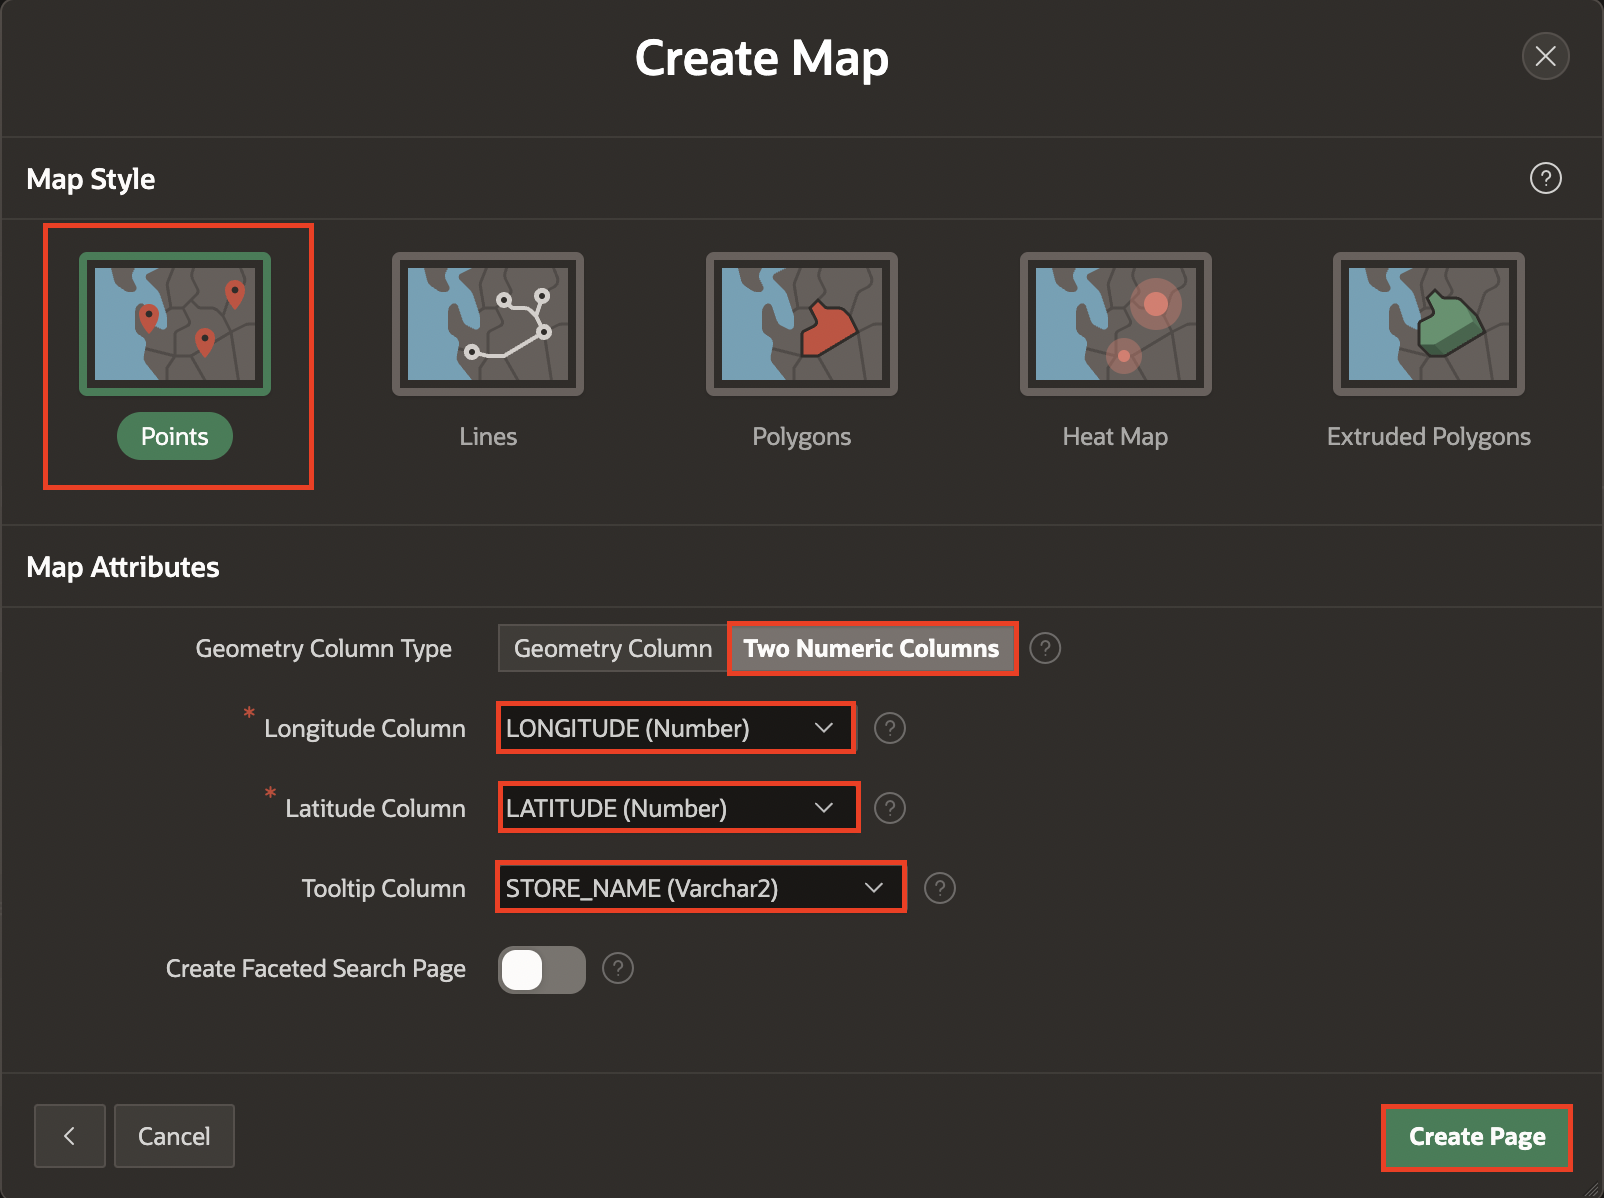 Create Map
Map Style
?
Points
Lines
Polygons
Heat Map
Extruded Polygons
Map Attributes
Geometry Column Type Geometry Column Two Numeric Columns ?
* Longitude Column LONGITUDE (Number) ?
* Latitude Column LATITUDE (Number) ?
Tooltip Column STORE_NAME (Varchar2) ?
Create Faceted Search Page ?
Cancel
Create Page